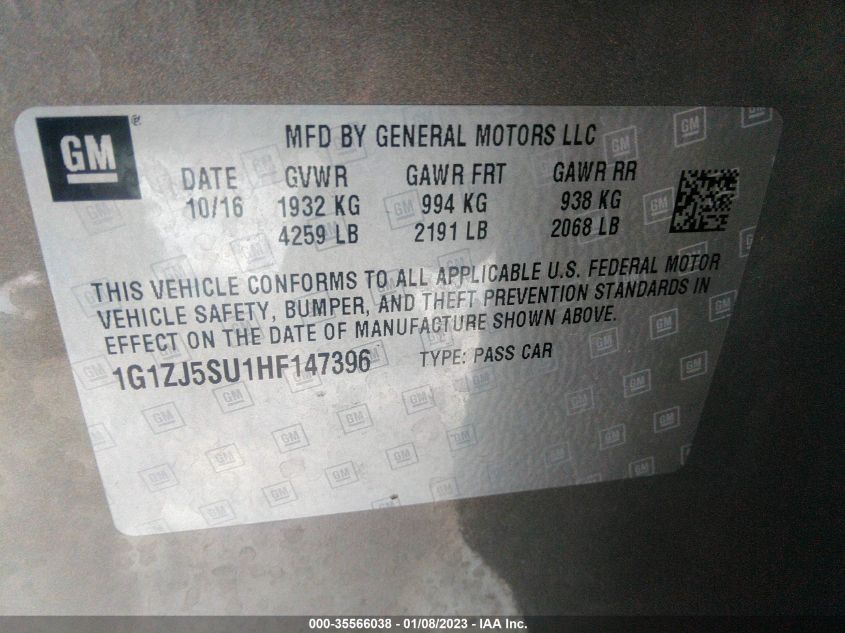 GM
MFD BY GENERAL MOTORS LLC
DATE GVWR GAWR FRT GAWR RR
10/16 1932 KG 994 KG 938 KG
4259 LB 2191 LB 2068 LB
THIS VEHICLE CONFORMS TO ALL APPLICABLE U.S. FEDERAL MOTOR
VEHICLE SAFETY, BUMPER, AND THEFT PREVENTION STANDARDS IN
EFFECT ON THE DATE OF MANUFACTURE SHOWN ABOVE.
1G1ZJ5SU1HF147396 TYPE: PASS CAR
000-35566038 - 01/08/2023 - IAA Inc.